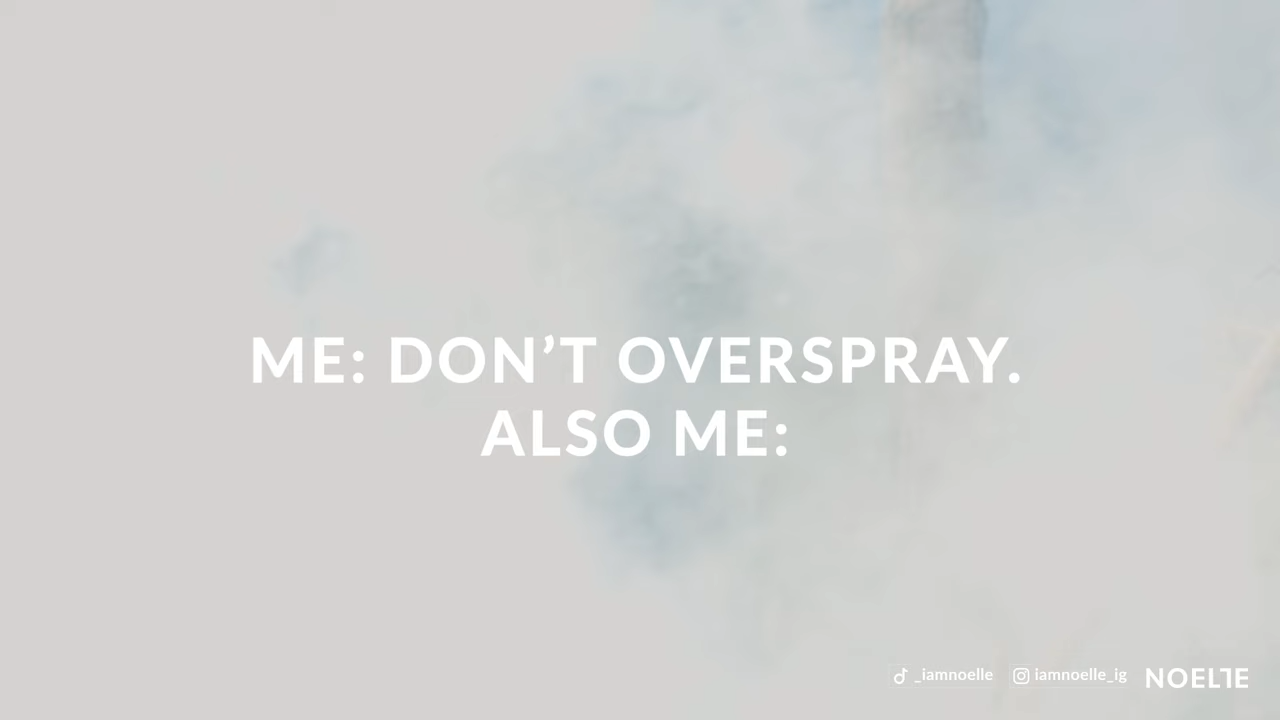 ME: DON’T OVERSPRAY.
ALSO ME:
_iamnoelle iamnoelle_ig NOELLE